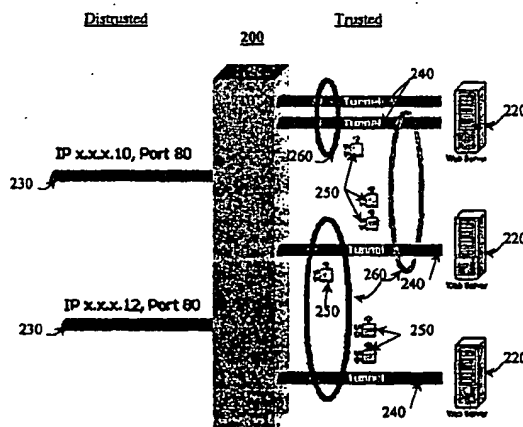 Distrusted Trusted
200
240
Tunnel
Tunnel
220
Web Server
260
IP x.x.x.10, Port 80
250
230
Tunnel
220
Web Server
260
240
250
IP x.x.x.12, Port 80
250
230
220
Tunnel
240
Web Server